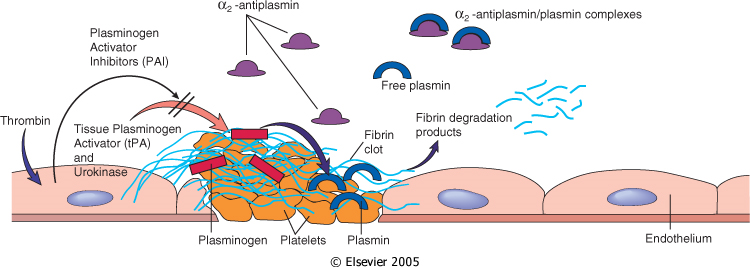 α2-antiplasmin
α2-antiplasmin/plasmin complexes
Plasminogen
Activator
Inhibitors (PAI)
Free plasmin
Thrombin
Tissue Plasminogen
Activator (tPA)
and
Urokinase
Fibrin
clot
Fibrin degradation
products
Plasminogen
Platelets
Plasmin
Endothelium
© Elsevier 2005